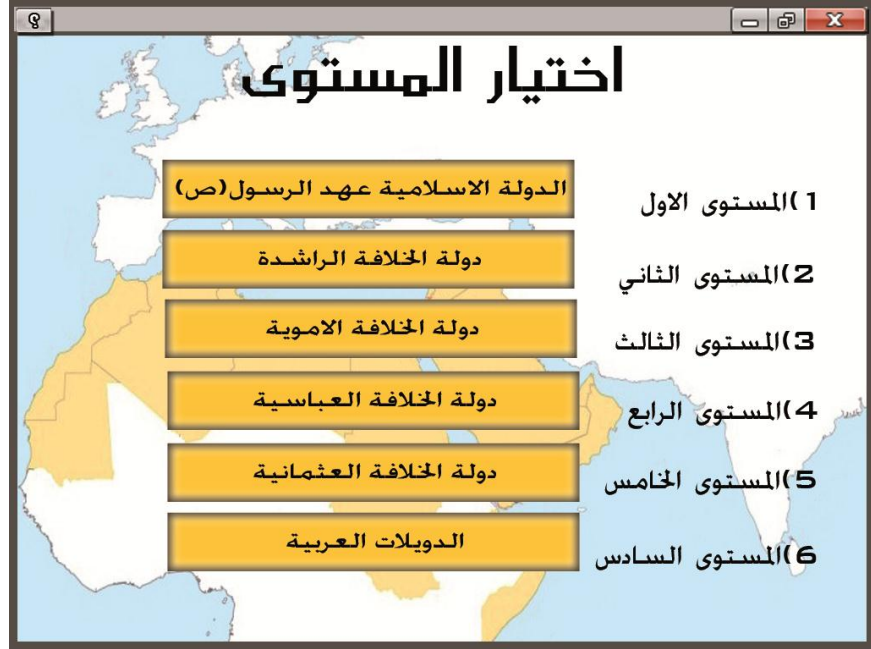 اختيار المستوى
1)المستوى الاول
الدولة الاسلامية عهد الرسول(ص)
2)المستوى الثاني
دولة الخلافة الراشدة
3)المستوى الثالث
دولة الخلافة الاموية
4)المستوى الرابع
دولة الخلافة العباسية
5)المستوى الخامس
دولة الخلافة العثمانية
6)المستوى السادس
الدويلات العربية